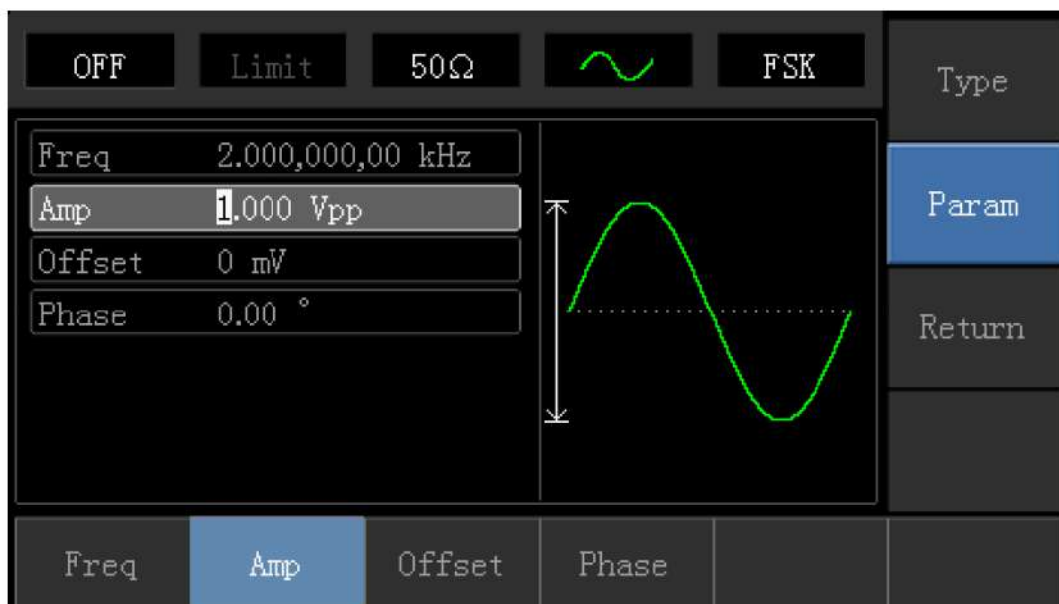 OFF Limit 50Ω FSK
Type
Freq 2.000,000,00 kHz
Amp 1.000 Vpp
Param
Offset 0 mV
Phase 0.00 °
Return
Freq Amp Offset Phase